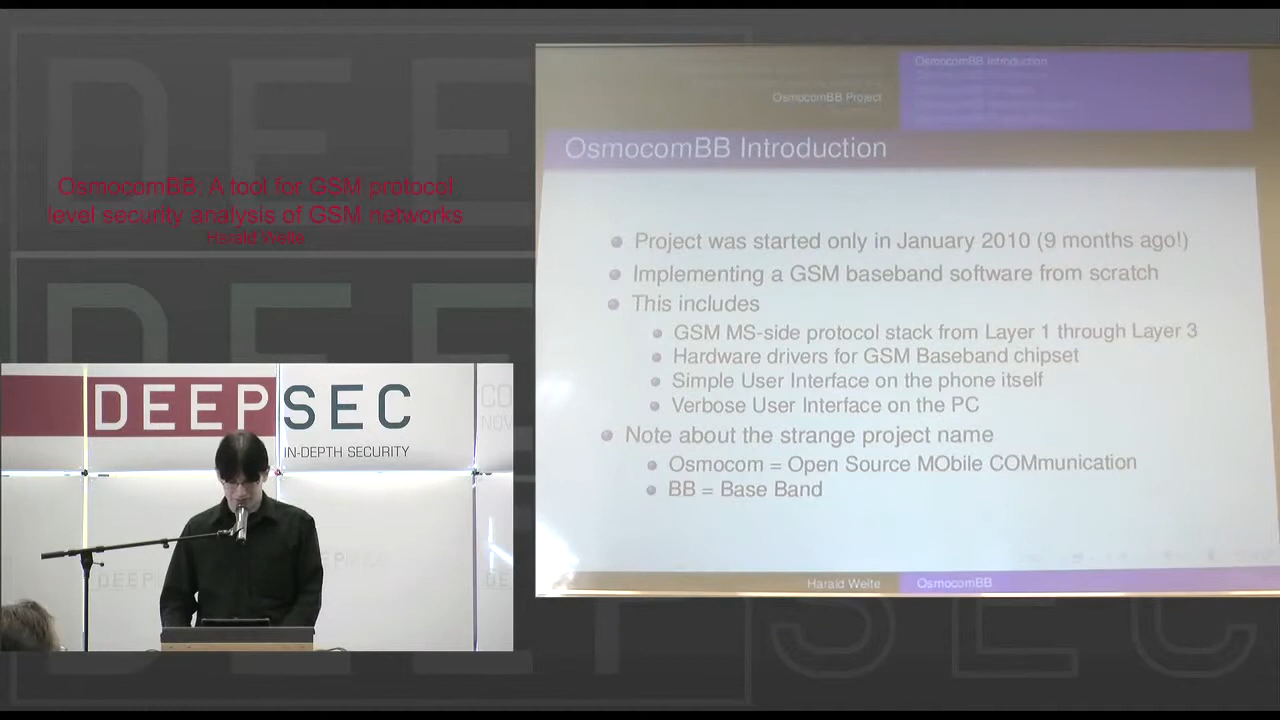 OsmocomBB: A tool for GSM protocol
level security analysis of GSM networks
Harald Welte
DEEPSEC
IN-DEPTH SECURITY
OsmocomBB Introduction
OsmocomBB Project
OsmocomBB Introduction
Project was started only in January 2010 (9 months ago!)
Implementing a GSM baseband software from scratch
This includes
GSM MS-side protocol stack from Layer 1 through Layer 3
Hardware drivers for GSM Baseband chipset
Simple User Interface on the phone itself
Verbose User Interface on the PC
Note about the strange project name
Osmocom = Open Source MObile COMmunication
BB = Base Band
Harald Welte
OsmocomBB